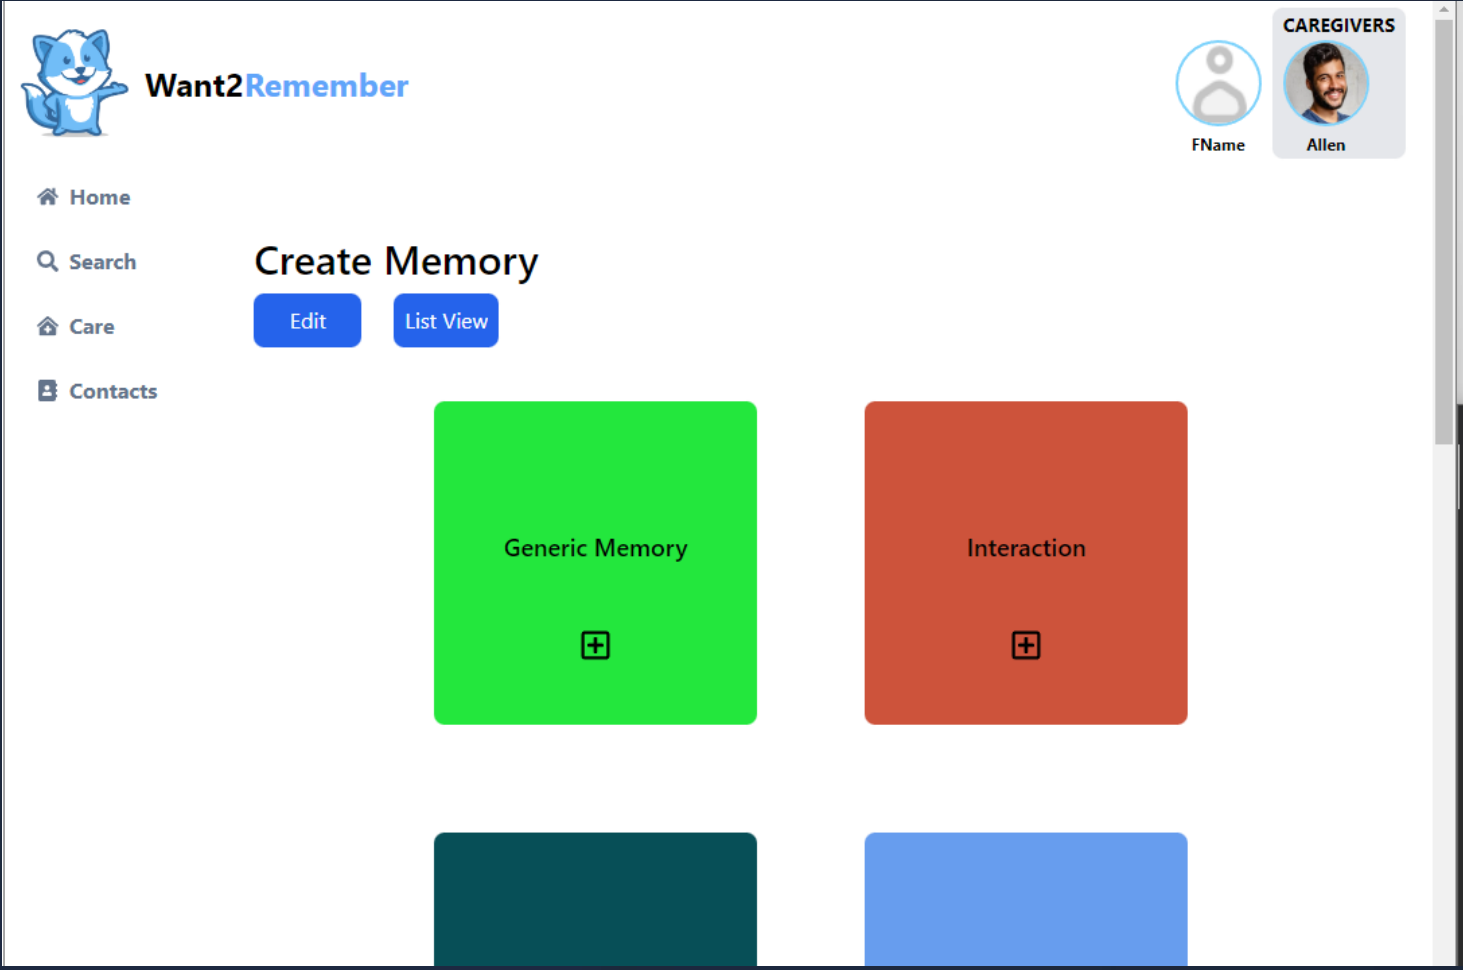 Want2Remember
CAREGIVERS
FName
Allen
Home
Search
Care
Contacts
Create Memory
Edit
List View
Generic Memory
Interaction